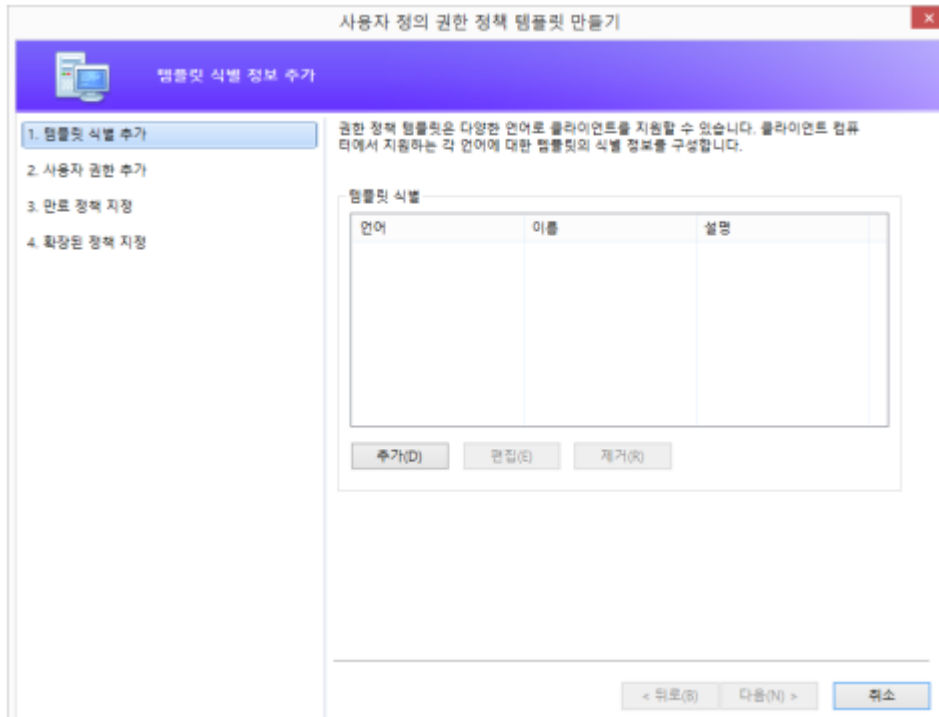 사용자 정의 권한 정책 템플릿 만들기
템플릿 식별 정보 추가
1. 템플릿 식별 추가
2. 사용자 권한 추가
3. 만료 정책 지정
4. 확장된 정책 지정
권한 정책 템플릿은 다양한 언어로 클라이언트를 지원할 수 있습니다. 클라이언트 컴퓨
터에서 지원하는 각 언어에 대한 템플릿의 식별 정보를 구성합니다.
템플릿 식별
언어 이름 설명
추가(D) 편집(E) 제거(R)
< 뒤로(B) 다음(N) > 취소